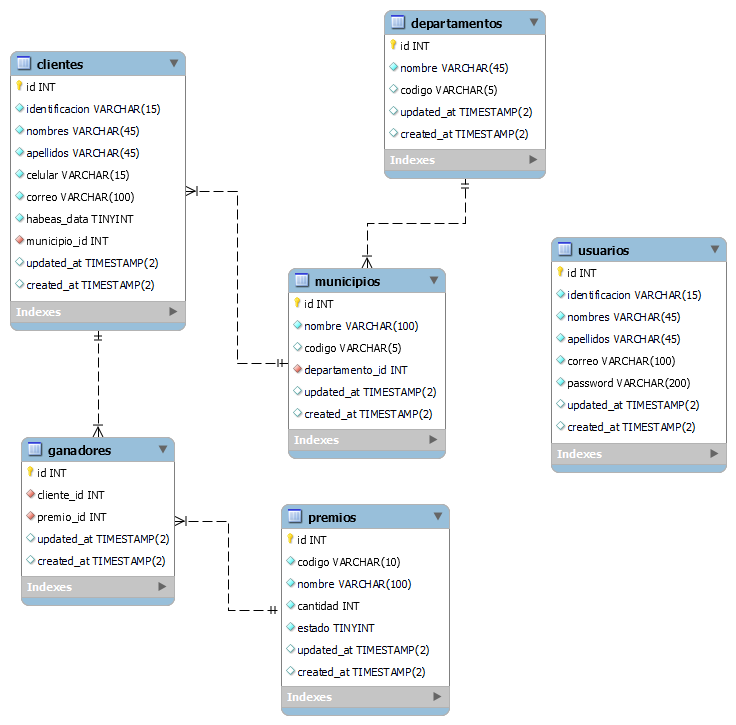 departamentos
id INT
nombre VARCHAR(45)
codigo VARCHAR(5)
updated_at TIMESTAMP(2)
created_at TIMESTAMP(2)
Indexes
clientes
id INT
identificacion VARCHAR(15)
nombres VARCHAR(45)
apellidos VARCHAR(45)
celular VARCHAR(15)
correo VARCHAR(100)
habeas_data TINYINT
municipio_id INT
updated_at TIMESTAMP(2)
created_at TIMESTAMP(2)
Indexes
municipios
id INT
nombre VARCHAR(100)
codigo VARCHAR(5)
departamento_id INT
updated_at TIMESTAMP(2)
created_at TIMESTAMP(2)
Indexes
usuarios
id INT
identificacion VARCHAR(15)
nombres VARCHAR(45)
apellidos VARCHAR(45)
correo VARCHAR(100)
password VARCHAR(200)
updated_at TIMESTAMP(2)
created_at TIMESTAMP(2)
Indexes
ganadores
id INT
cliente_id INT
premio_id INT
updated_at TIMESTAMP(2)
created_at TIMESTAMP(2)
Indexes
premios
id INT
codigo VARCHAR(10)
nombre VARCHAR(100)
cantidad INT
estado TINYINT
updated_at TIMESTAMP(2)
created_at TIMESTAMP(2)
Indexes